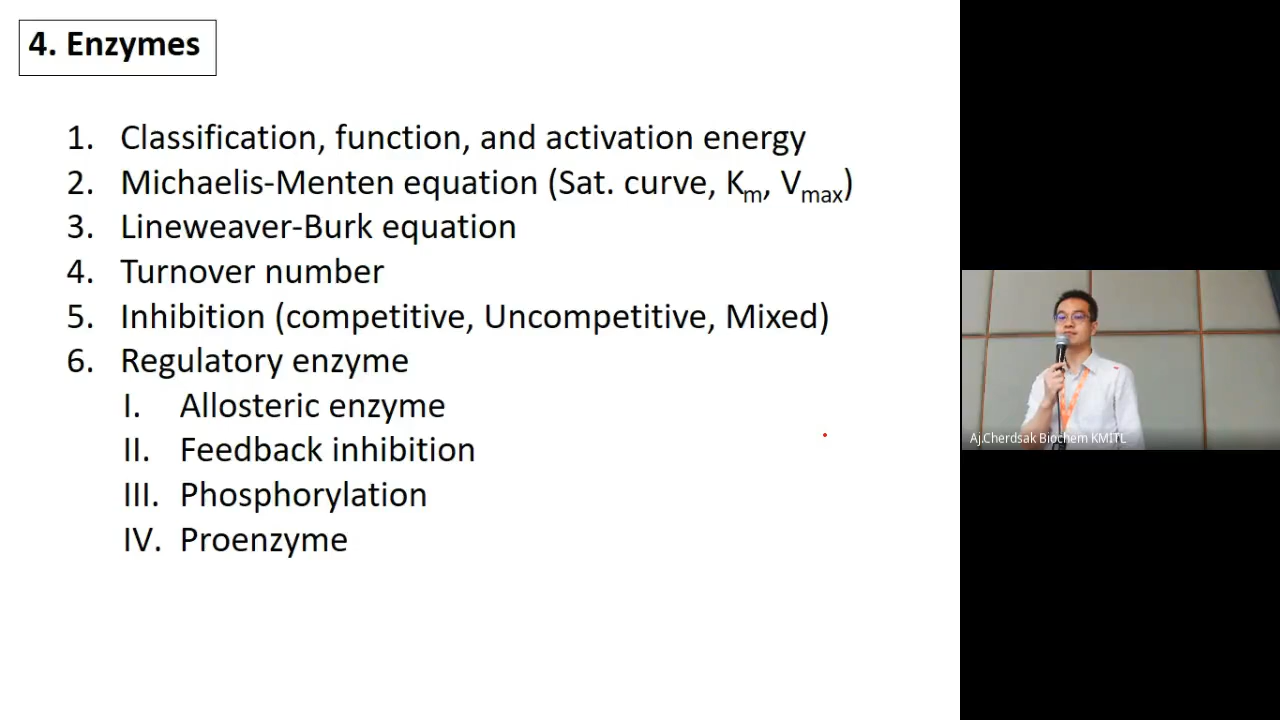 4. Enzymes
1. Classification, function, and activation energy
2. Michaelis-Menten equation (Sat. curve, Km, Vmax)
3. Lineweaver-Burk equation
4. Turnover number
5. Inhibition (competitive, Uncompetitive, Mixed)
6. Regulatory enzyme
I. Allosteric enzyme
II. Feedback inhibition
III. Phosphorylation
IV. Proenzyme
Aj.Cherdsak Biochem KMITL